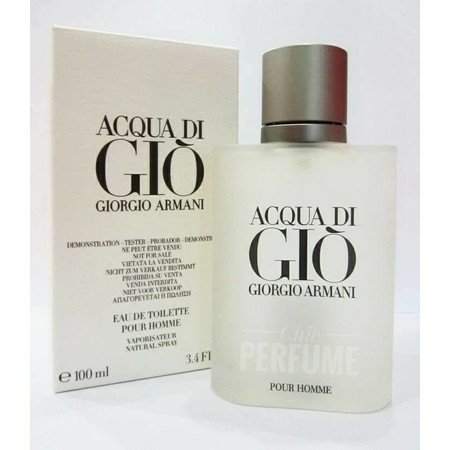 ACQUA DI
GIÒ
GIORGIO ARMANI
DEMONSTRATION - TESTER - PROBADOR - DEMONSTR
NE PEUT ÊTRE VENDU
NOT FOR SALE
VIETATA LA VENDITA
NICHT ZUM VERKAUF BESTIMMT
PROHIBIDA SU VENTA
VENDA INTERDITA
NIET VOOR VERKOOP
ΑΠΑΓΟΡΕΥΕΤΑΙ Η ΠΩΛΗΣΗ
EAU DE TOILETTE
POUR HOMME
VAPORISATEUR
NATURAL SPRAY
℮ 100 ml
3.4 Fl
ACQUA DI
GIÒ
GIORGIO ARMANI
Chic
PERFUME
POUR HOMME